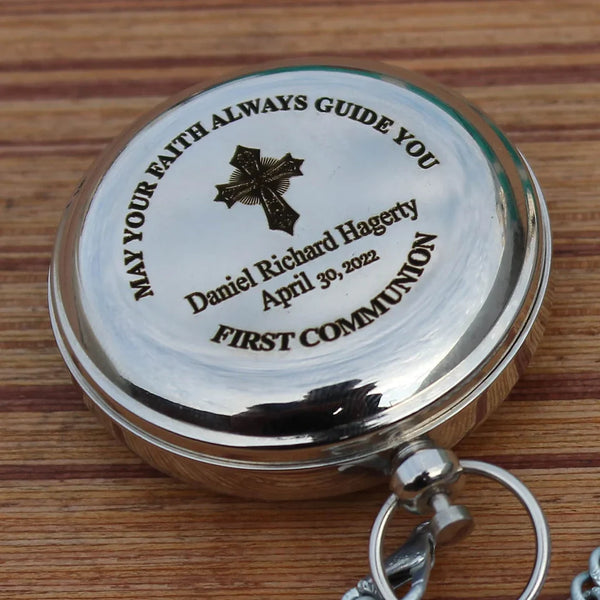 MAY YOUR FAITH ALWAYS GUIDE YOU
Daniel Richard Hagerty
April 30, 2022
FIRST COMMUNION